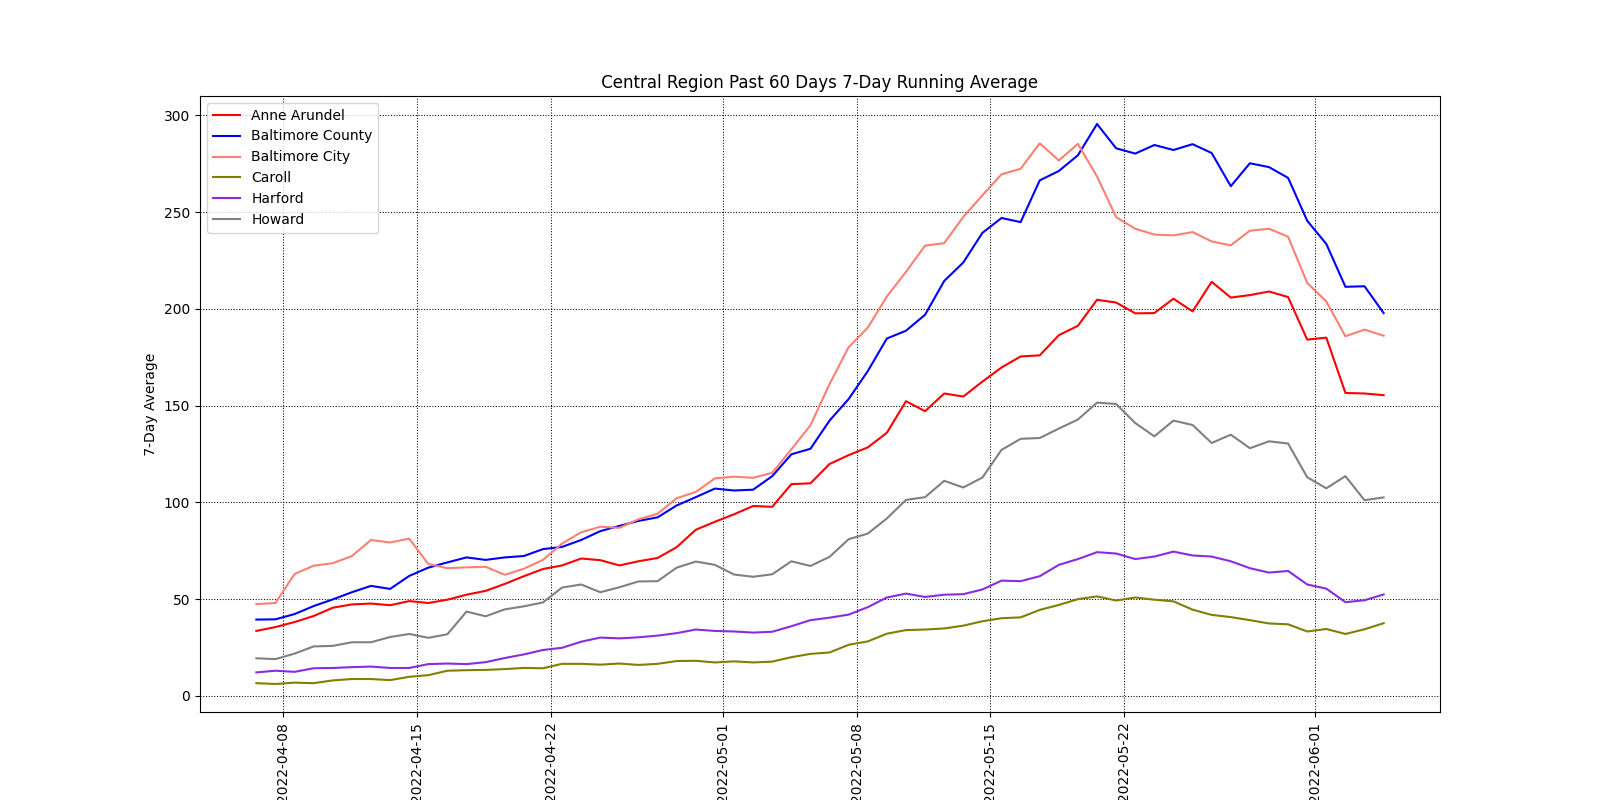 Central Region Past 60 Days 7-Day Running Average
300
250
200
150
100
50
0
7-Day Average
Anne Arundel
Baltimore County
Baltimore City
Caroll
Harford
Howard
2022-04-08
2022-04-15
2022-04-22
2022-05-01
2022-05-08
2022-05-15
2022-05-22
2022-06-01